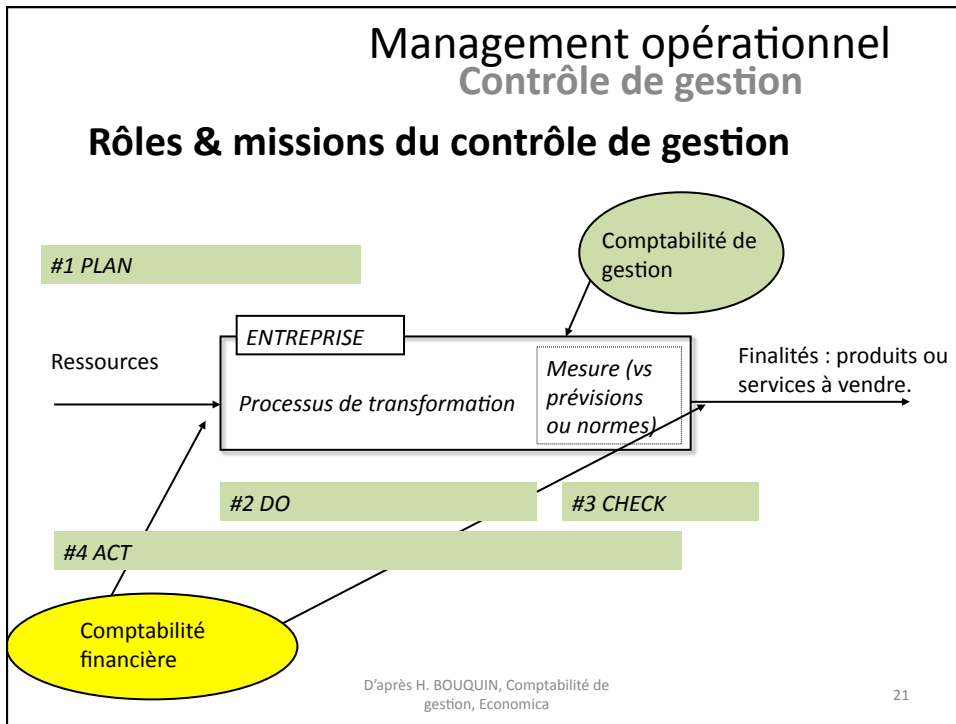 Management opérationnel
Contrôle de gestion
Rôles & missions du contrôle de gestion
Comptabilité de
gestion
#1 PLAN
ENTREPRISE
Ressources
Processus de transformation
Mesure (vs
prévisions
ou normes)
Finalités : produits ou
services à vendre.
#2 DO
#3 CHECK
#4 ACT
Comptabilité
financière
D'après H. BOUQUIN, Comptabilité de
gestion, Economica
21